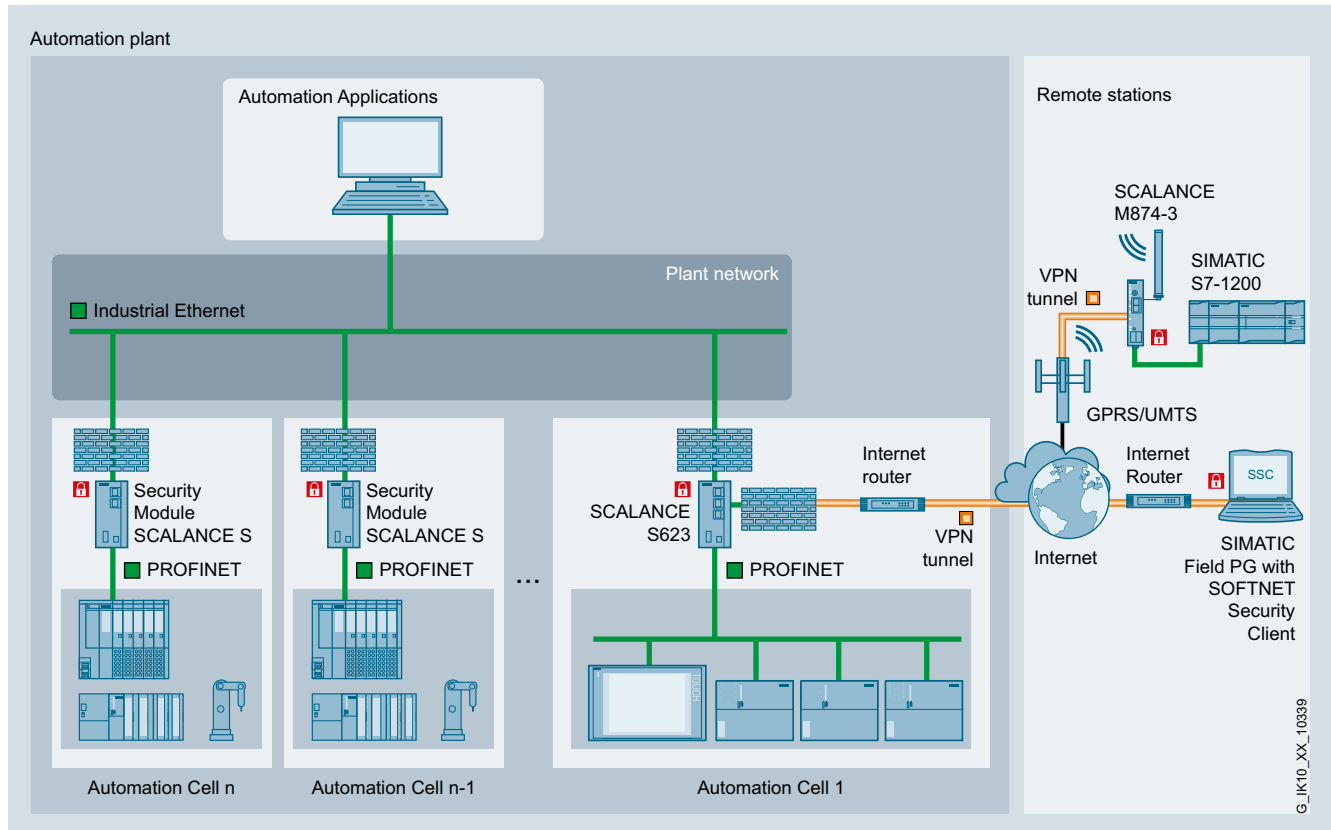 Automation plant
Automation Applications
Plant network
Industrial Ethernet
Security
Module
SCALANCE S
PROFINET
Automation Cell n
Security
Module
SCALANCE S
PROFINET
Automation Cell n-1
...
SCALANCE
S623
PROFINET
TOUCH
Automation Cell 1
Internet
router
VPN
tunnel
Remote stations
SCALANCE
M874-3
SIMATIC
S7-1200
VPN
tunnel
GPRS/UMTS
Internet
Internet
Router
SSC
SIMATIC
Field PG with
SOFTNET
Security
Client
G_IK10_XX_10339